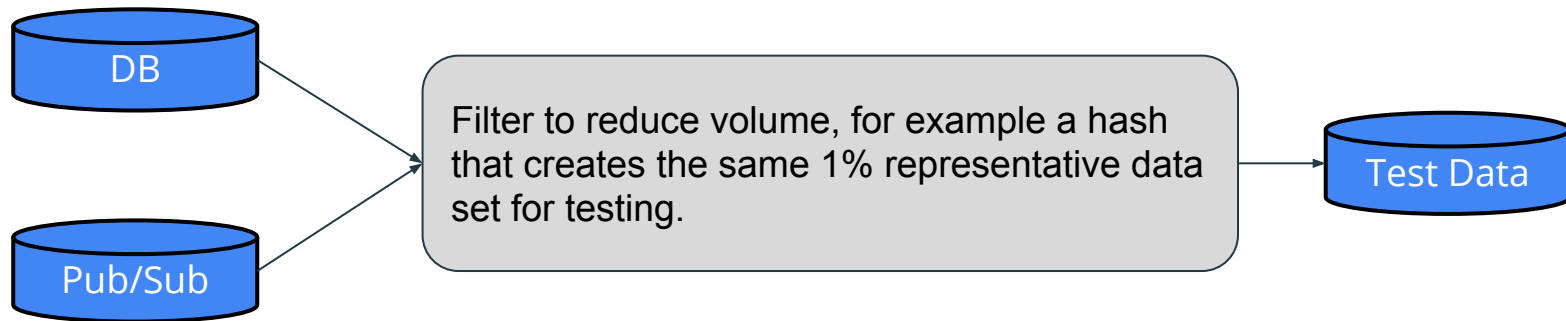 DB
Filter to reduce volume, for example a hash
that creates the same 1% representative data
set for testing.
Test Data
Pub/Sub